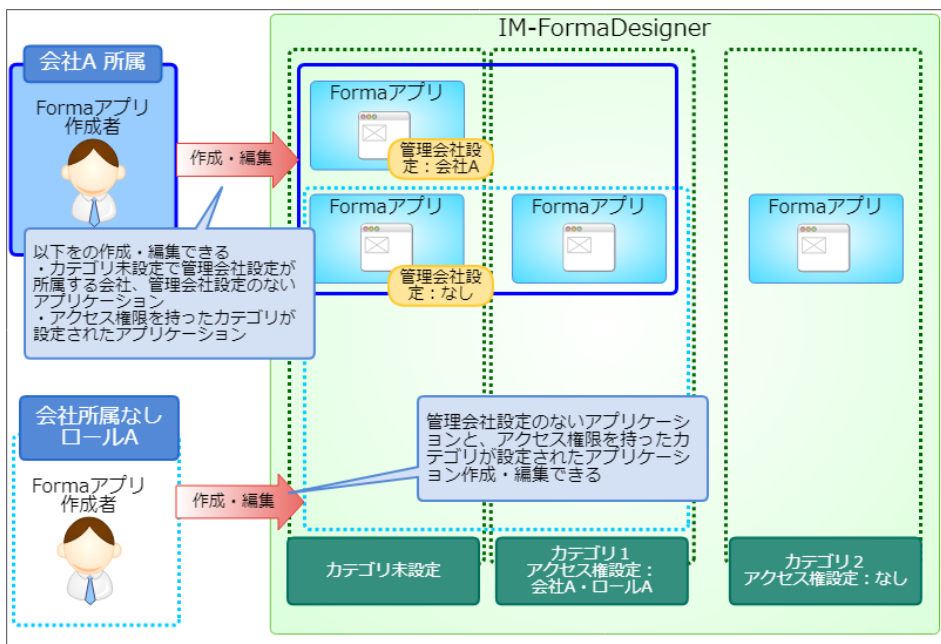 IM-FormaDesigner
会社A 所属
Formaアプリ
作成者
作成・編集
Formaアプリ
管理会社設
定：会社A
Formaアプリ
管理会社設
定：なし
Formaアプリ
Formaアプリ
以下をの作成・編集できる
・カテゴリ未設定で管理会社設定が
所属する会社、管理会社設定のない
アプリケーション
・アクセス権限を持ったカテゴリが
設定されたアプリケーション
会社所属なし
ロールA
Formaアプリ
作成者
作成・編集
管理会社設定のないアプリケーシ
ョンと、アクセス権限を持ったカ
テゴリが設定されたアプリケーシ
ョン作成・編集できる
カテゴリ未設定
カテゴリ１
アクセス権設定：
会社A・ロールA
カテゴリ２
アクセス権設定：なし